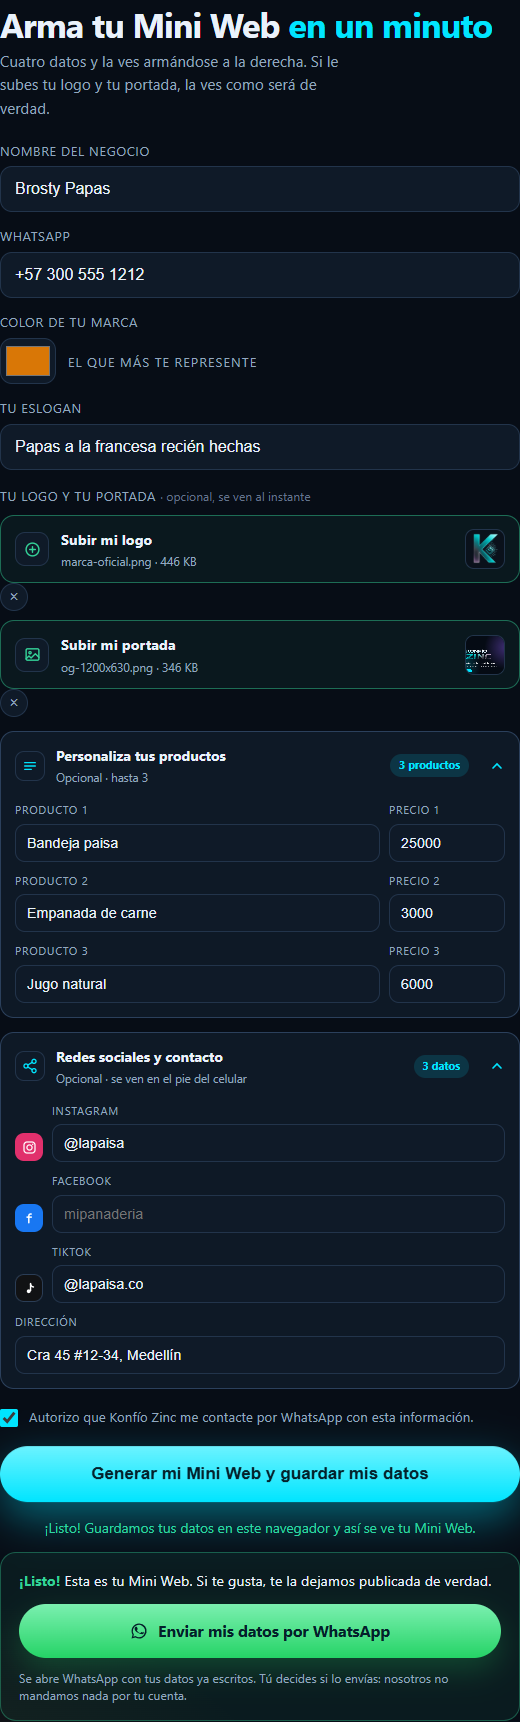 Arma tu Mini Web en un minuto
Cuatro datos y la ves armándose a la derecha. Si le
subes tu logo y tu portada, la ves como será de
verdad.
NOMBRE DEL NEGOCIO
Brosty Papas
WHATSAPP
+57 300 555 1212
COLOR DE TU MARCA
EL QUE MÁS TE REPRESENTE
TU ESLOGAN
Papas a la francesa recién hechas
TU LOGO Y TU PORTADA · opcional, se ven al instante
Subir mi logo
marca-oficial.png · 446 KB
×
Subir mi portada
og-1200x630.png · 346 KB
×
Personaliza tus productos
Opcional · hasta 3
3 productos
PRODUCTO 1
PRECIO 1
Bandeja paisa
25000
PRODUCTO 2
PRECIO 2
Empanada de carne
3000
PRODUCTO 3
PRECIO 3
Jugo natural
6000
Redes sociales y contacto
Opcional · se ven en el pie del celular
3 datos
INSTAGRAM
@lapaisa
FACEBOOK
mipanaderia
TIKTOK
@lapaisa.co
DIRECCIÓN
Cra 45 #12-34, Medellín
Autorizo que Konfío Zinc me contacte por WhatsApp con esta información.
Generar mi Mini Web y guardar mis datos
¡Listo! Guardamos tus datos en este navegador y así se ve tu Mini Web.
¡Listo! Esta es tu Mini Web. Si te gusta, te la dejamos publicada de verdad.
Enviar mis datos por WhatsApp
Se abre WhatsApp con tus datos ya escritos. Tú decides si lo envías: nosotros no
mandamos nada por tu cuenta.